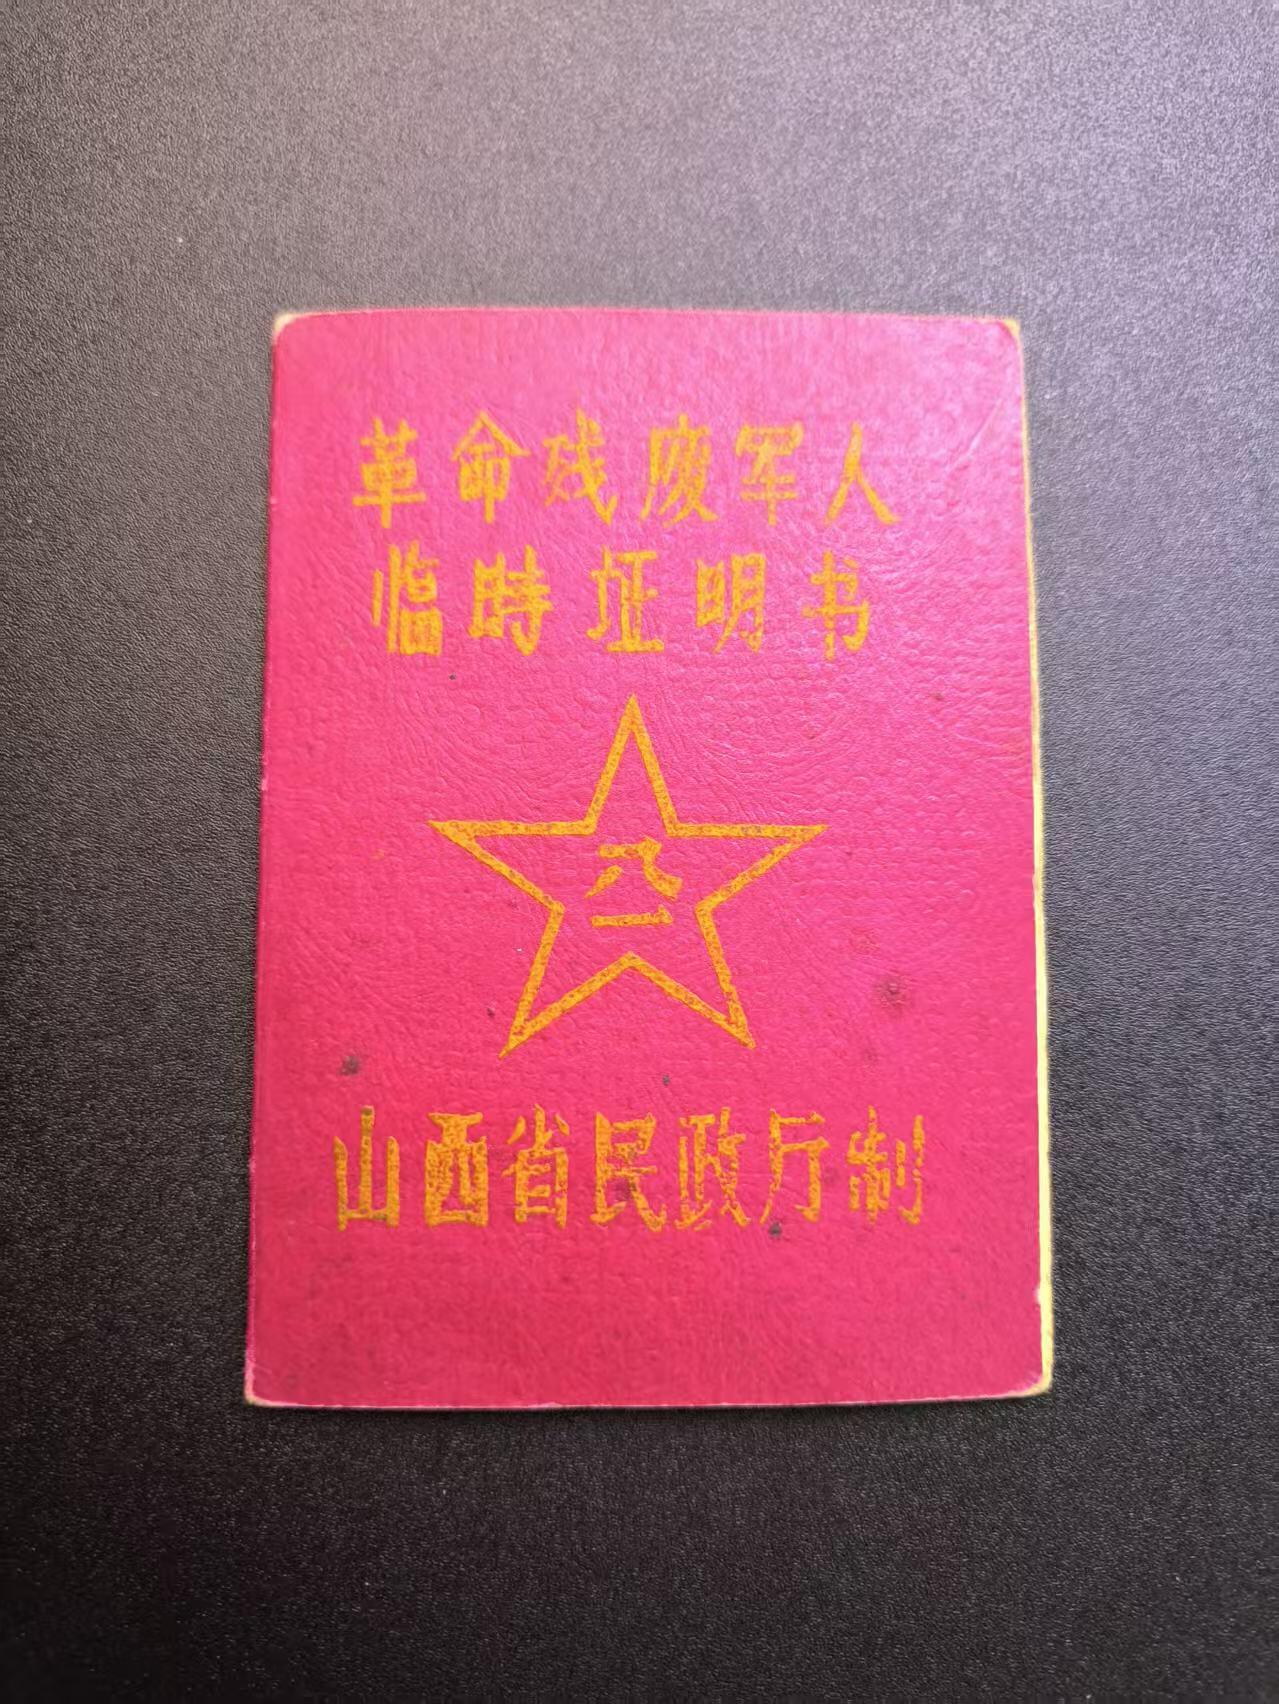 革命残废军人
临時证明书
八一
山西省民政厅制